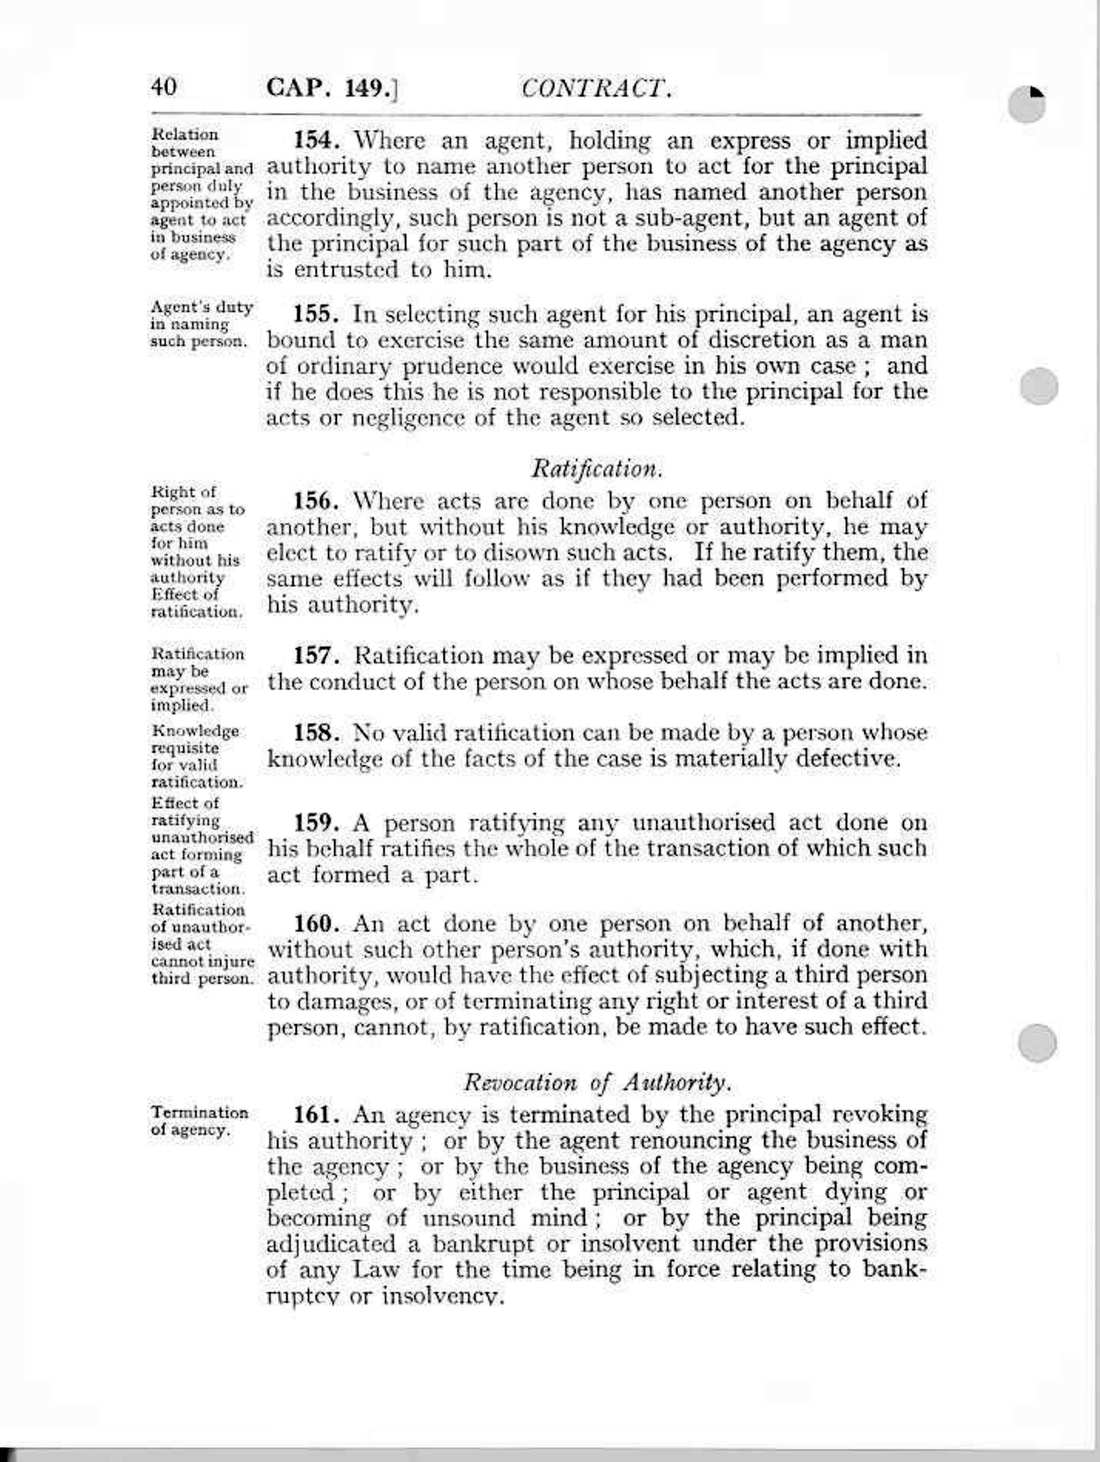 40 CAP. 149.] CONTRACT.
Relation
between
principal and
person duly
appointed by
agent to act
in business
of agency.
154. Where an agent, holding an express or implied
authority to name another person to act for the principal
in the business of the agency, has named another person
accordingly, such person is not a sub-agent, but an agent of
the principal for such part of the business of the agency as
is entrusted to him.
Agent's duty
in naming
such person.
155. In selecting such agent for his principal, an agent is
bound to exercise the same amount of discretion as a man
of ordinary prudence would exercise in his own case ; and
if he does this he is not responsible to the principal for the
acts or negligence of the agent so selected.
Ratification.
Right of
person as to
acts done
for him
without his
authority
Effect of
ratification.
156. Where acts are done by one person on behalf of
another, but without his knowledge or authority, he may
elect to ratify or to disown such acts. If he ratify them, the
same effects will follow as if they had been performed by
his authority.
Ratification
may be
expressed or
implied.
157. Ratification may be expressed or may be implied in
the conduct of the person on whose behalf the acts are done.
Knowledge
requisite
for valid
ratification.
158. No valid ratification can be made by a person whose
knowledge of the facts of the case is materially defective.
Effect of
ratifying
unauthorised
act forming
part of a
transaction.
159. A person ratifying any unauthorised act done on
his behalf ratifies the whole of the transaction of which such
act formed a part.
Ratification
of unauthor-
ised act
cannot injure
third person.
160. An act done by one person on behalf of another,
without such other person's authority, which, if done with
authority, would have the effect of subjecting a third person
to damages, or of terminating any right or interest of a third
person, cannot, by ratification, be made to have such effect.
Revocation of Authority.
Termination
of agency.
161. An agency is terminated by the principal revoking
his authority ; or by the agent renouncing the business of
the agency ; or by the business of the agency being com-
pleted ; or by either the principal or agent dying or
becoming of unsound mind ; or by the principal being
adjudicated a bankrupt or insolvent under the provisions
of any Law for the time being in force relating to bank-
ruptcy or insolvency.